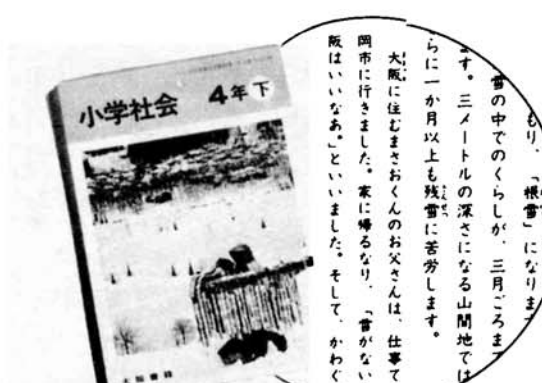 小学社会 4年下
もり、「根雪」になります
雪の中でのくらしが、三月ごろまで
ます。三メートルの深さになる山間地では
らに一か月以上も残雪に苦労します。
大阪に住むまさおくんのお父さんは、仕事で
岡市に行きました。家に帰るなり、「雪がない
阪はいいなあ。」といいました。そして、かわぐ